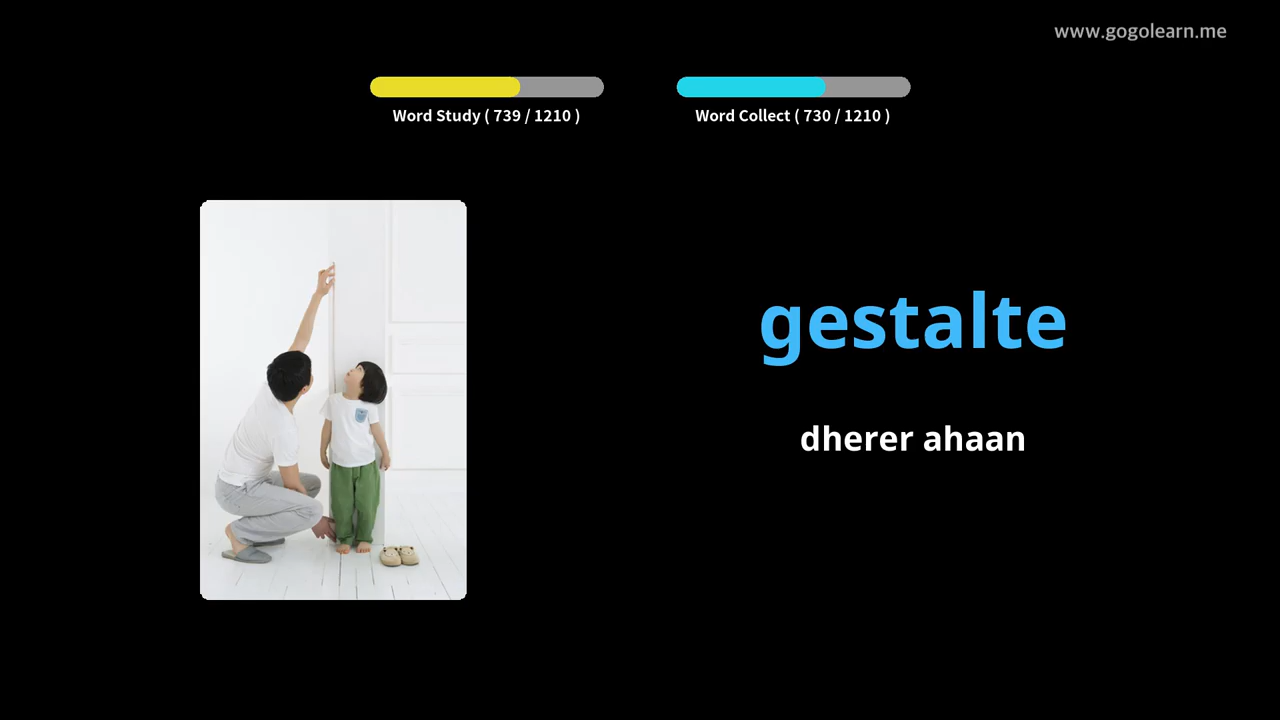 www.gogolearn.me
Word Study ( 739 / 1210 )
Word Collect ( 730 / 1210 )
gestalte
dherer ahaan